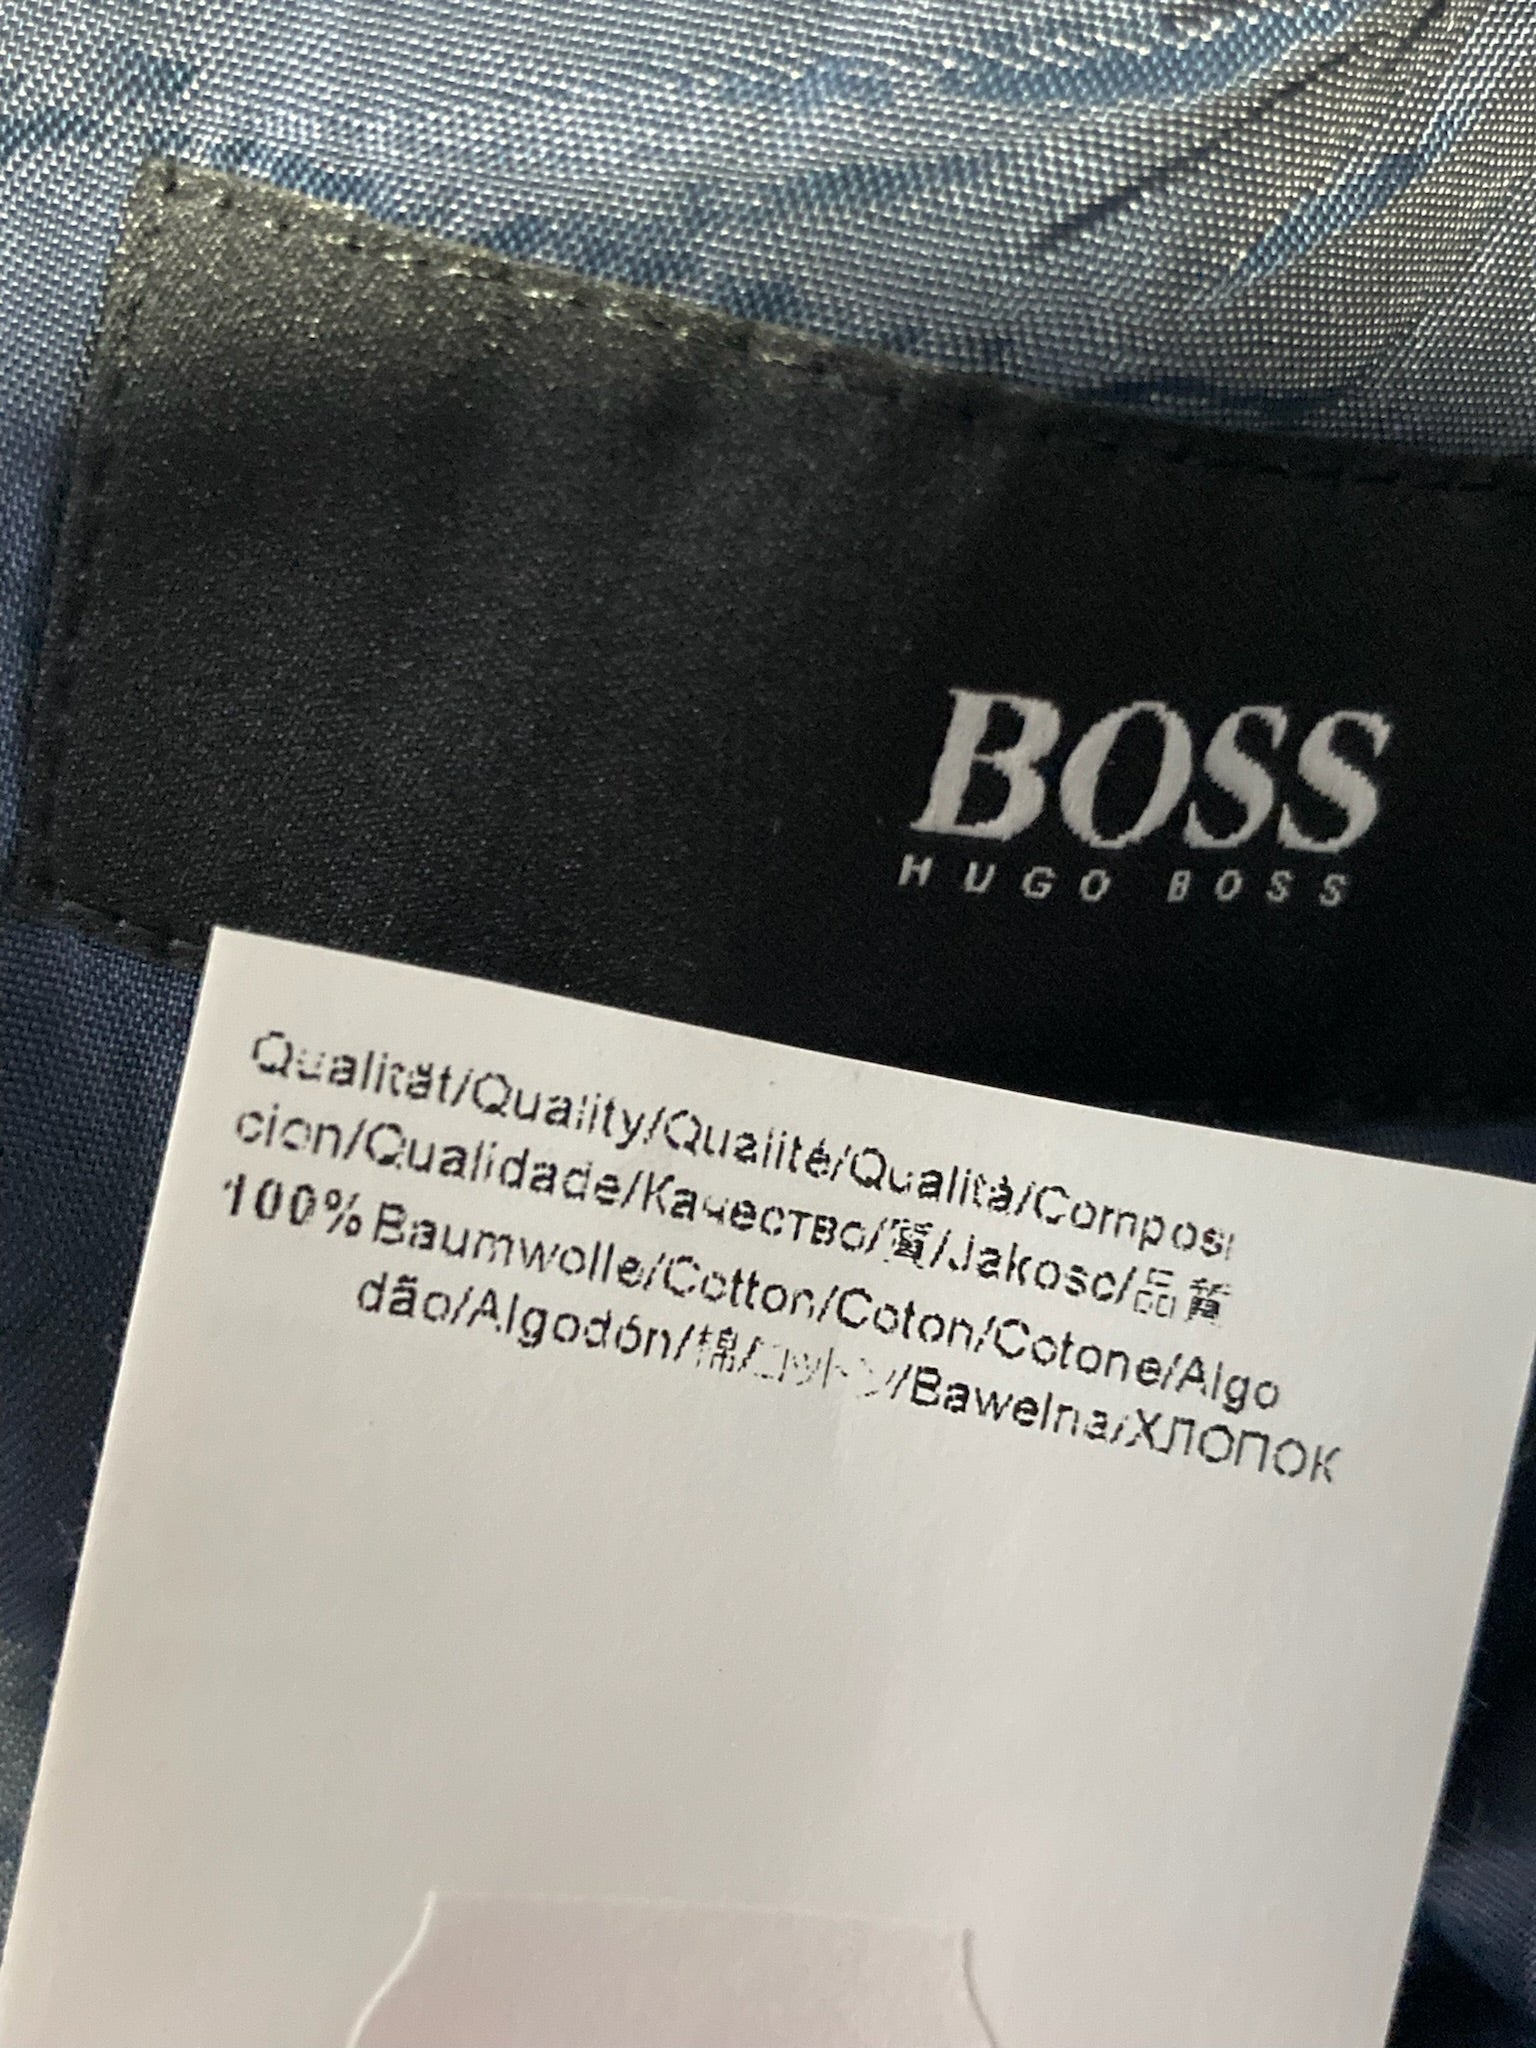 BOSS
HUGO BOSS
Qualität/Quality/Qualité/Qualità/Composi
cion/Qualidade/Качество/質/Jakosc/品質
100% Baumwolle/Cotton/Coton/Cotone/Algo
dão/Algodón/棉/コットン/Bawelna/ХЛОПОК